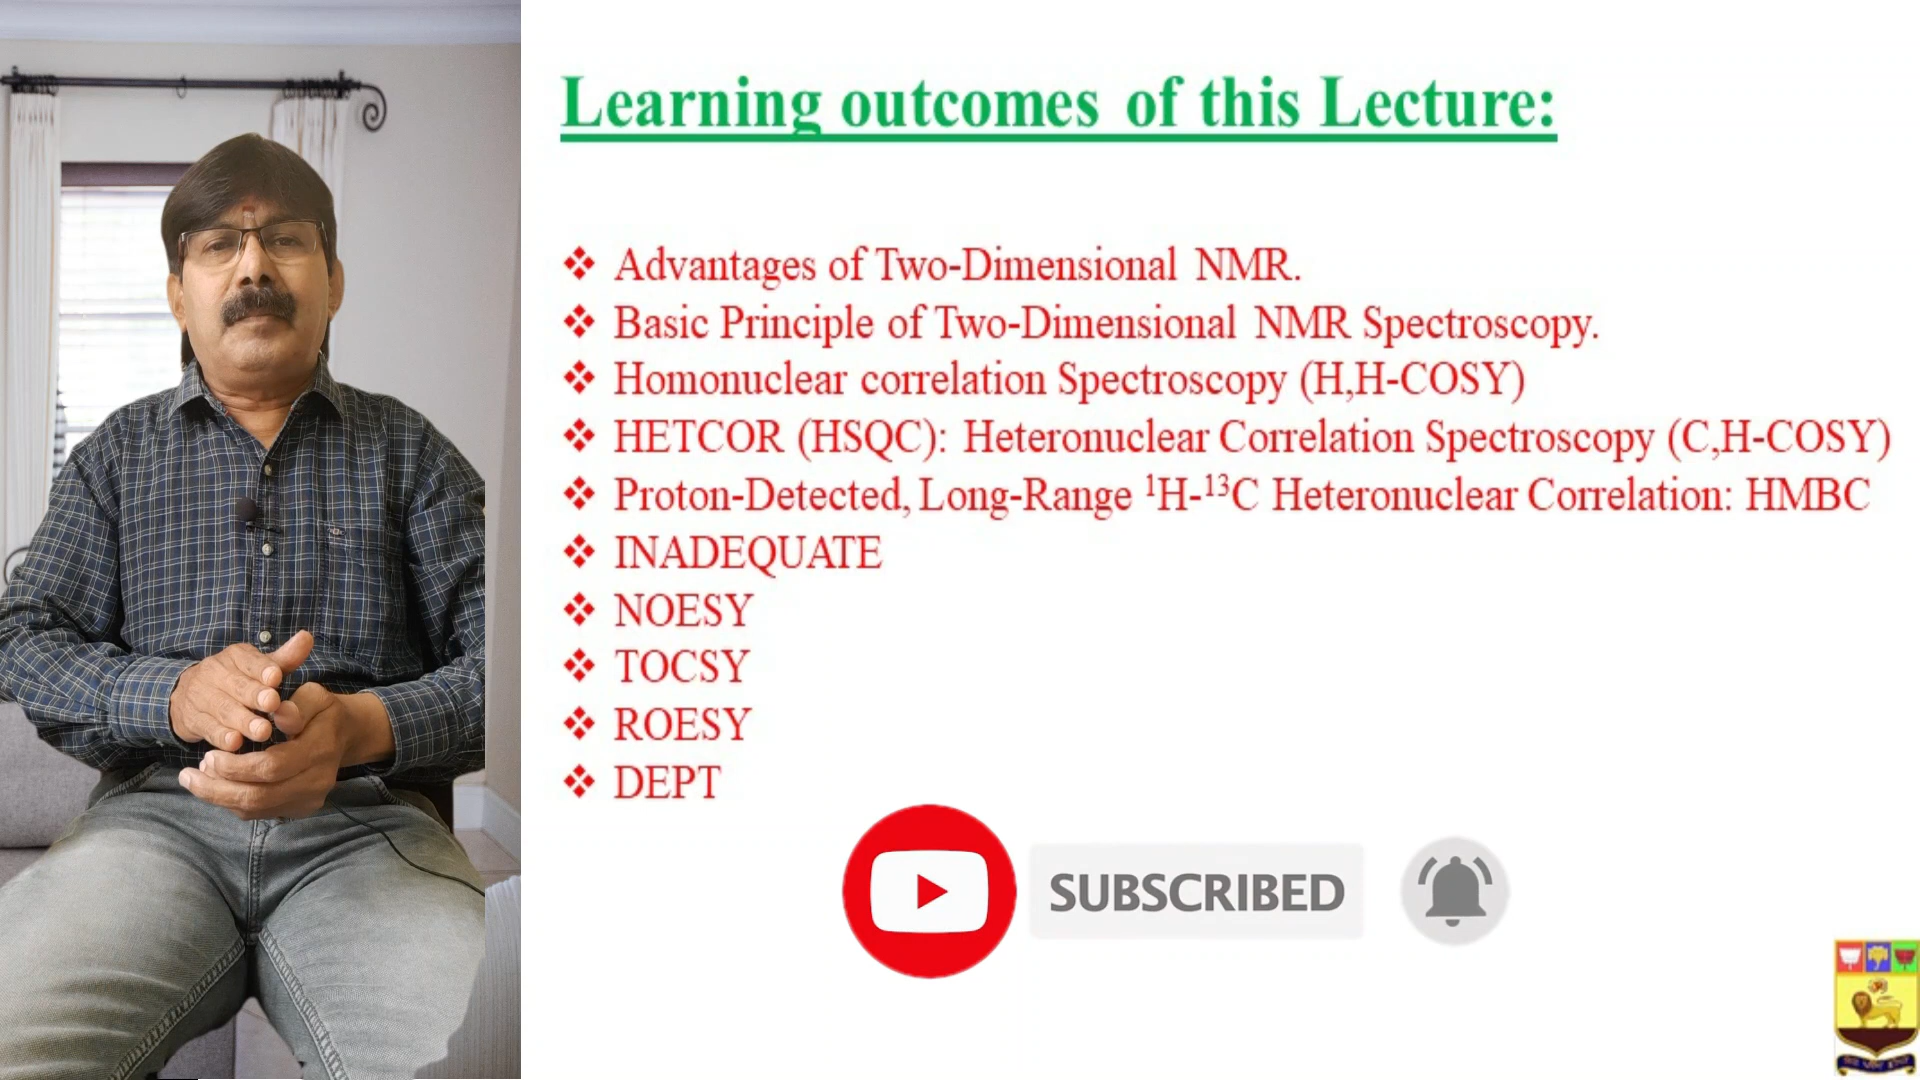 Learning outcomes of this Lecture:
❖ Advantages of Two-Dimensional NMR.
❖ Basic Principle of Two-Dimensional NMR Spectroscopy.
❖ Homonuclear correlation Spectroscopy (H,H-COSY)
❖ HETCOR (HSQC): Heteronuclear Correlation Spectroscopy (C,H-COSY)
❖ Proton-Detected, Long-Range ¹H-¹³C Heteronuclear Correlation: HMBC
❖ INADEQUATE
❖ NOESY
❖ TOCSY
❖ ROESY
❖ DEPT
SUBSCRIBED